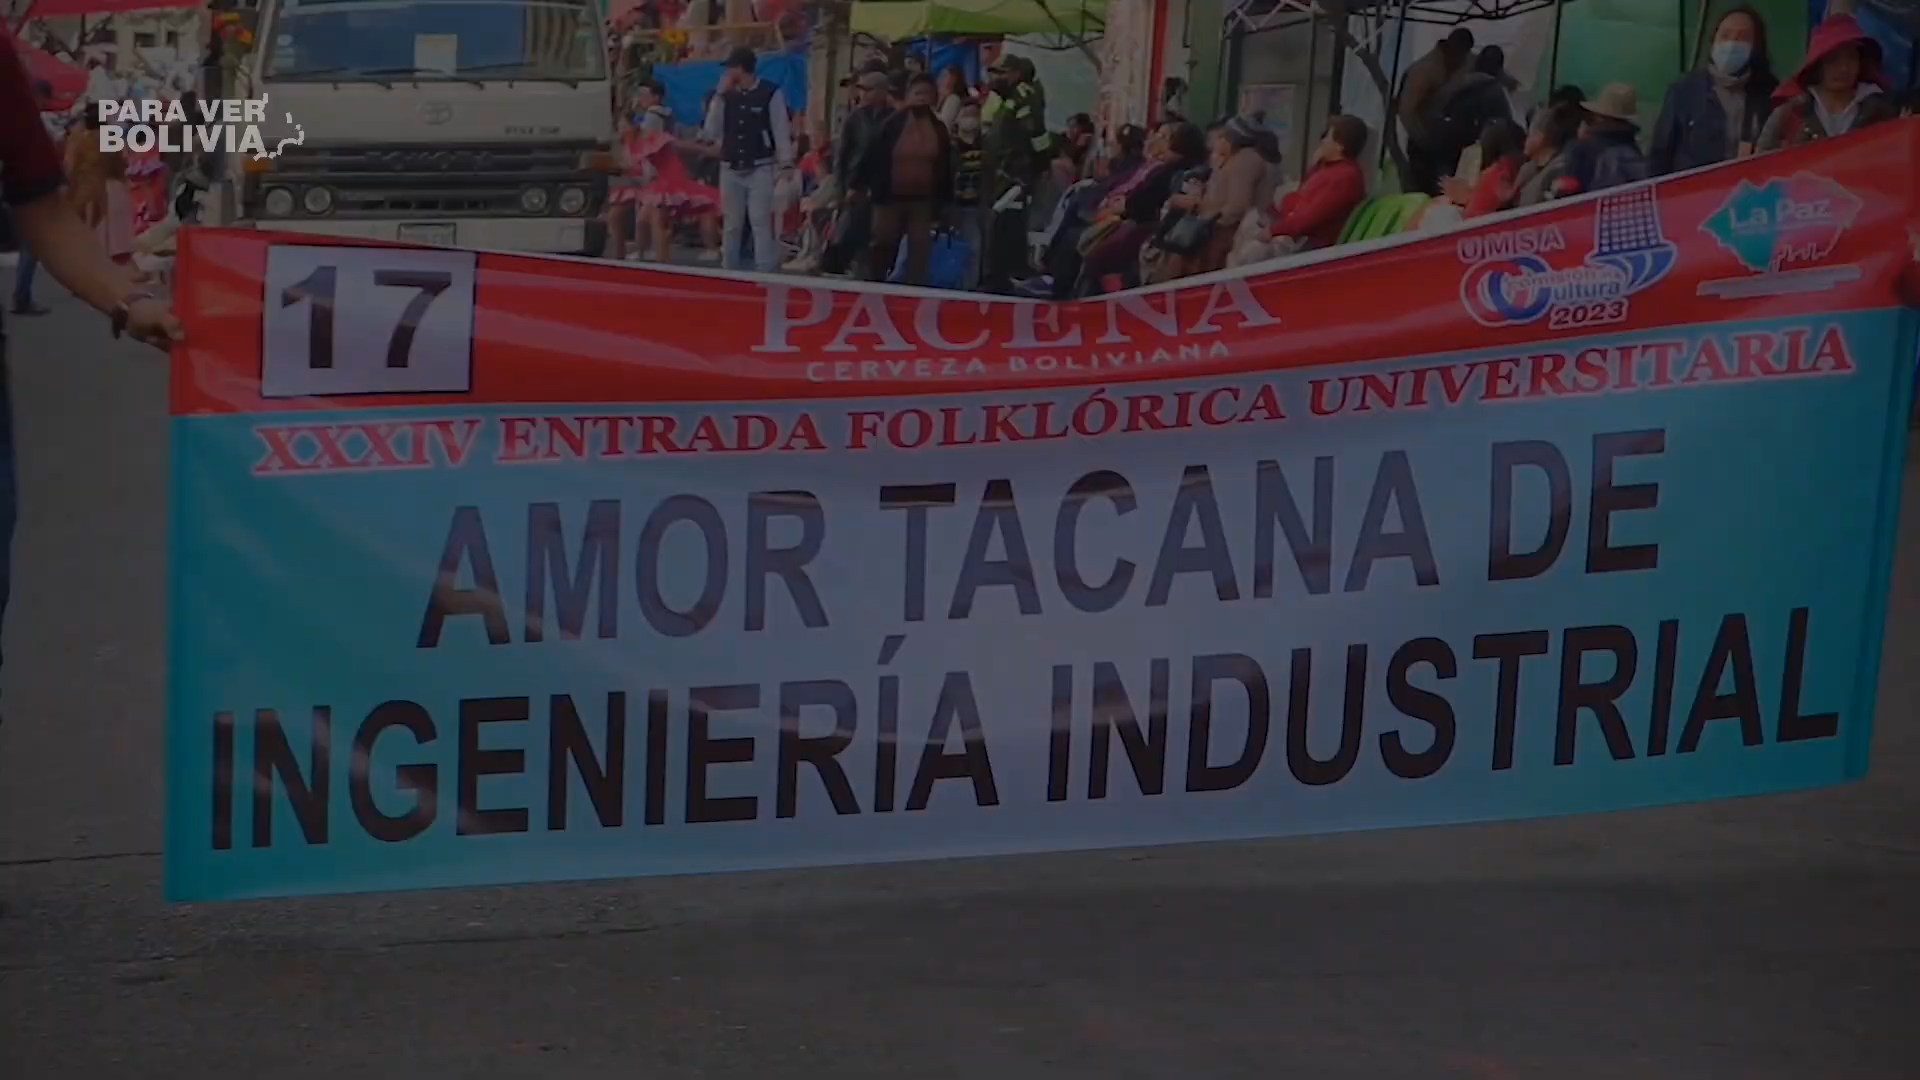 PARA VER
BOLIVIA
17
PACEÑA
CERVEZA BOLIVIANA
UMSA
Comisión
Cultura
2023
La Paz
XXXIV ENTRADA FOLKLÓRICA UNIVERSITARIA
AMOR TACANA DE
INGENIERÍA INDUSTRIAL